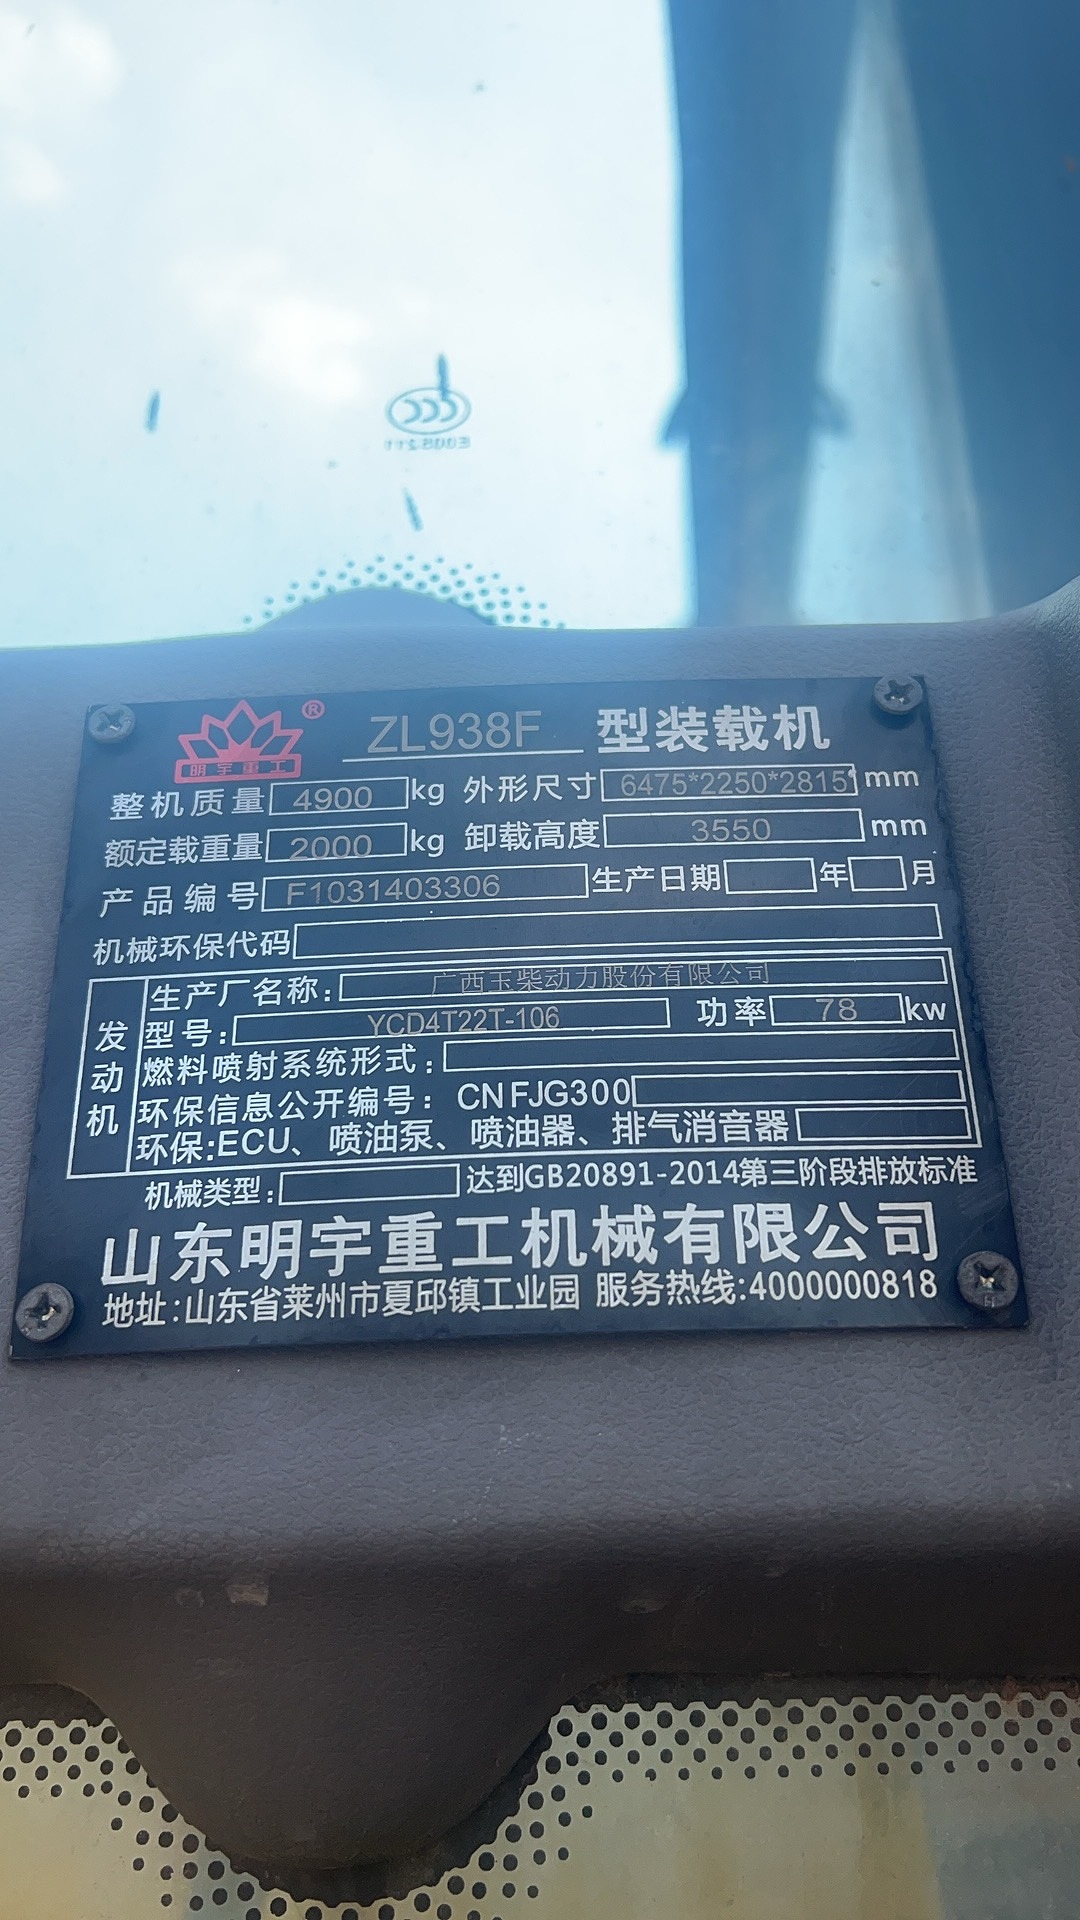 CCC
E000S211
明宇重工 ®
ZL938F 型装载机
整机质量 4900 kg 外形尺寸 6475*2250*2815 mm
额定载重量 2000 kg 卸载高度 3550 mm
产品编号 F1031403306 生产日期 年 月
机械环保代码
发动机
生产厂名称: 广西玉柴动力股份有限公司
型号: YCD4T22T-106 功率 78 kw
燃料喷射系统形式:
环保信息公开编号: CN FJG300
环保:ECU、喷油泵、喷油器、排气消音器
机械类型: 达到GB20891-2014第三阶段排放标准
山东明宇重工机械有限公司
地址:山东省莱州市夏邱镇工业园 服务热线:4000000818